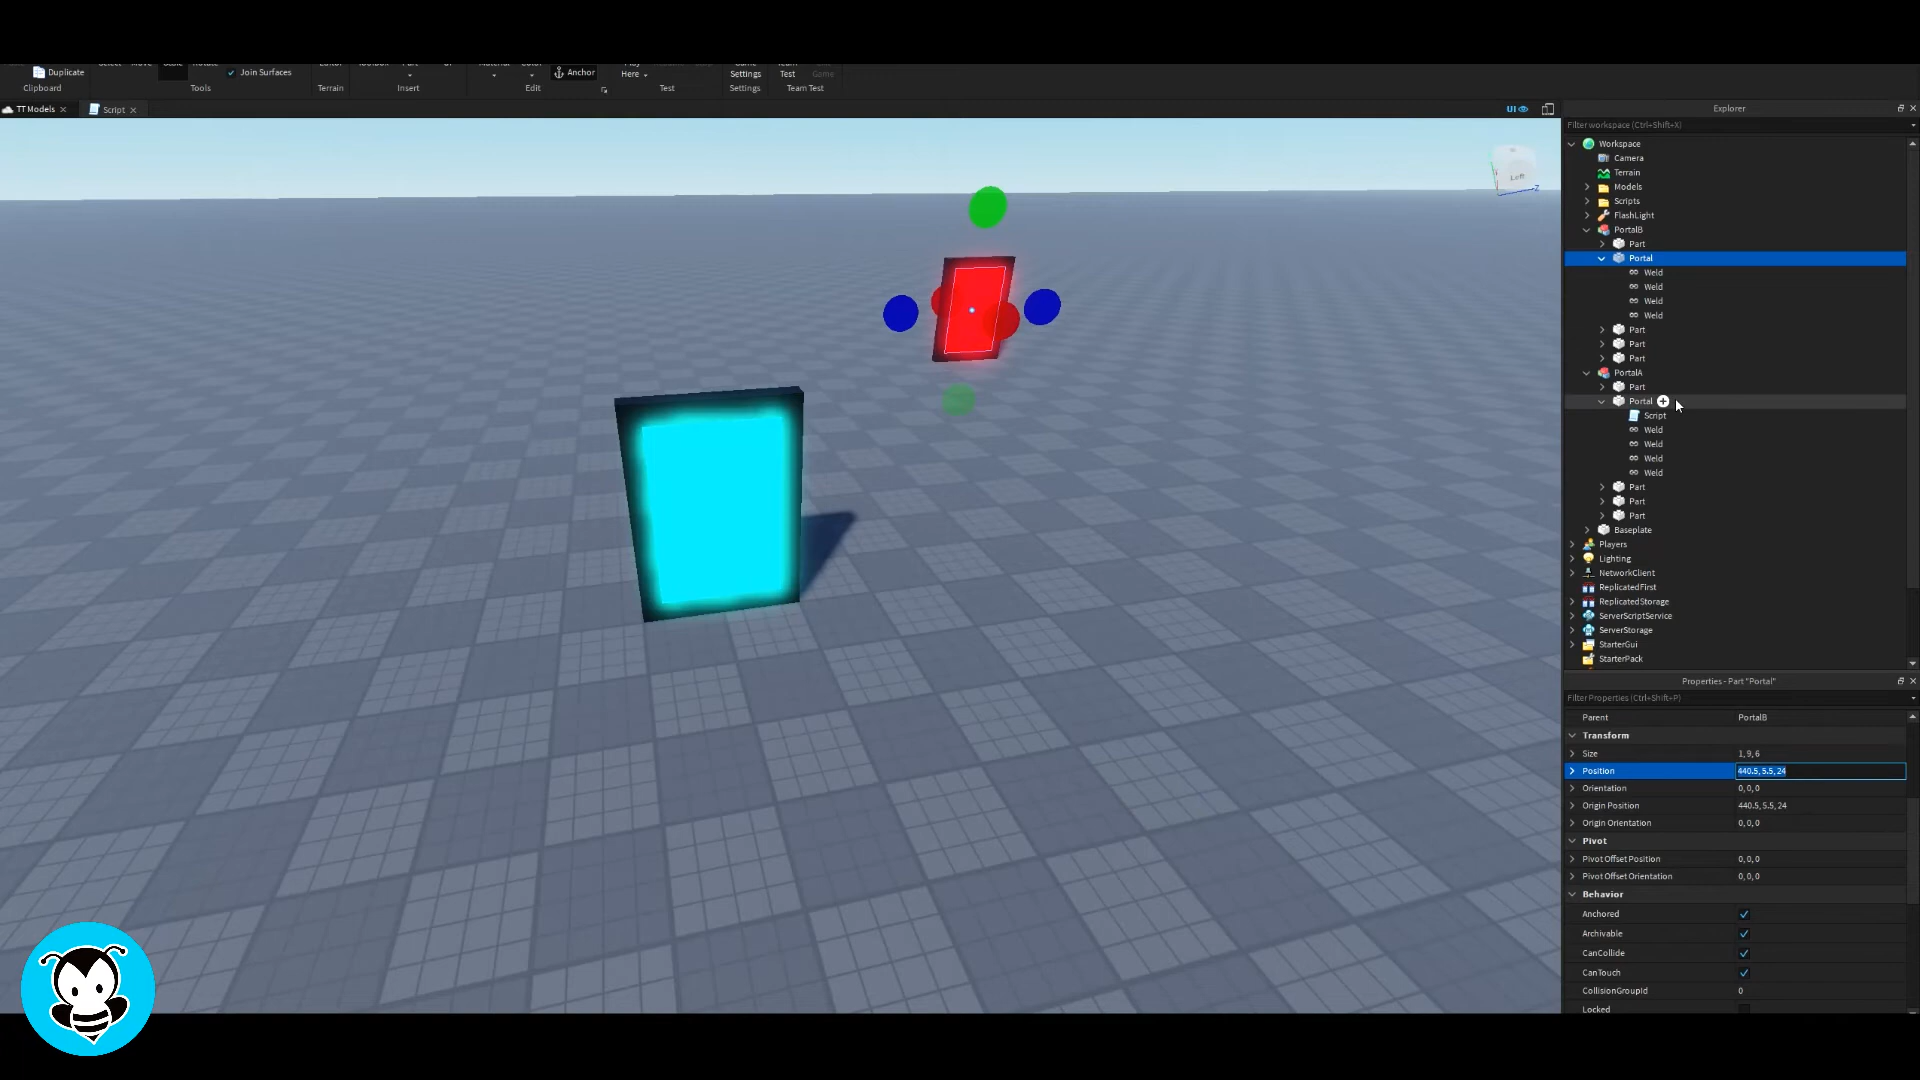 Duplicate
Join Surfaces
Anchor
Here
Game
Settings
Test
Clipboard
Tools
Terrain
Insert
Edit
Test
Settings
Team Test
TT Models
Script
UI
Left
Z
Explorer
Filter workspace (Ctrl+Shift+X)
Workspace
Camera
Terrain
Models
Scripts
FlashLight
PortalB
Part
Portal
Weld
Weld
Weld
Weld
Part
Part
Part
PortalA
Part
Portal
Script
Weld
Weld
Weld
Weld
Part
Part
Part
Baseplate
Players
Lighting
NetworkClient
ReplicatedFirst
ReplicatedStorage
ServerScriptService
ServerStorage
StarterGui
StarterPack
Properties - Part "Portal"
Filter Properties (Ctrl+Shift+P)
Parent PortalB
Transform
Size 1, 9, 6
Position 440.5, 5.5, 24
Orientation 0, 0, 0
Origin Position 440.5, 5.5, 24
Origin Orientation 0, 0, 0
Pivot
Pivot Offset Position 0, 0, 0
Pivot Offset Orientation 0, 0, 0
Behavior
Anchored
Archivable
CanCollide
CanTouch
CollisionGroupId 0
Locked